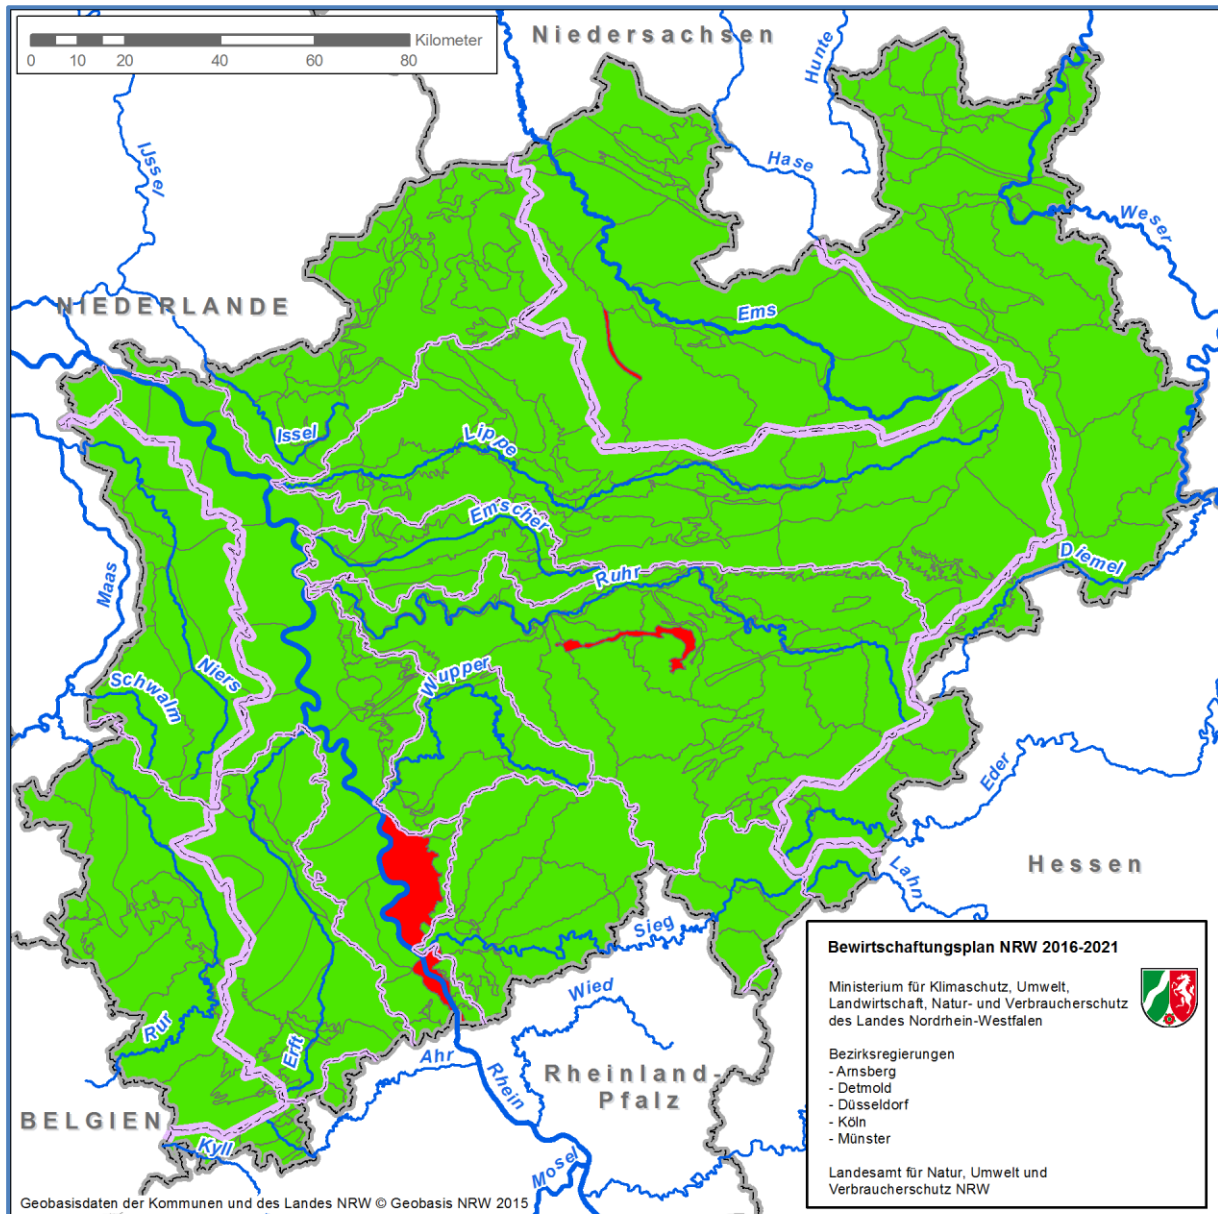 Kilometer
0 10 20 40 60 80
Niedersachsen
Hunte
IJssel
Hase
Weser
NIEDERLANDE
Ems
Issel
Lippe
Emscher
Diemel
Ruhr
Maas
Wupper
Niers
Schwalm
Eder
Hessen
Lahn
Sieg
Wied
Rur
Erft
Ahr
Rhein
Rheinland-
Pfalz
BELGIEN
Kyll
Mosel
Bewirtschaftungsplan NRW 2016-2021
Ministerium für Klimaschutz, Umwelt,
Landwirtschaft, Natur- und Verbraucherschutz
des Landes Nordrhein-Westfalen
Bezirksregierungen
- Arnsberg
- Detmold
- Düsseldorf
- Köln
- Münster
Landesamt für Natur, Umwelt und
Verbraucherschutz NRW
Geobasisdaten der Kommunen und des Landes NRW © Geobasis NRW 2015